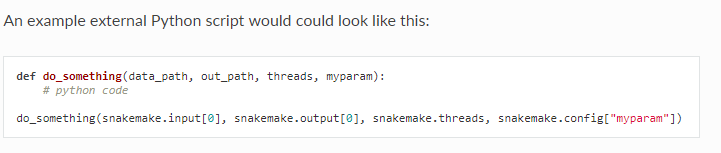 An example external Python script would could look like this:
def do_something(data_path, out_path, threads, myparam):
    # python code
do_something(snakemake.input[0], snakemake.output[0], snakemake.threads, snakemake.config["myparam"])